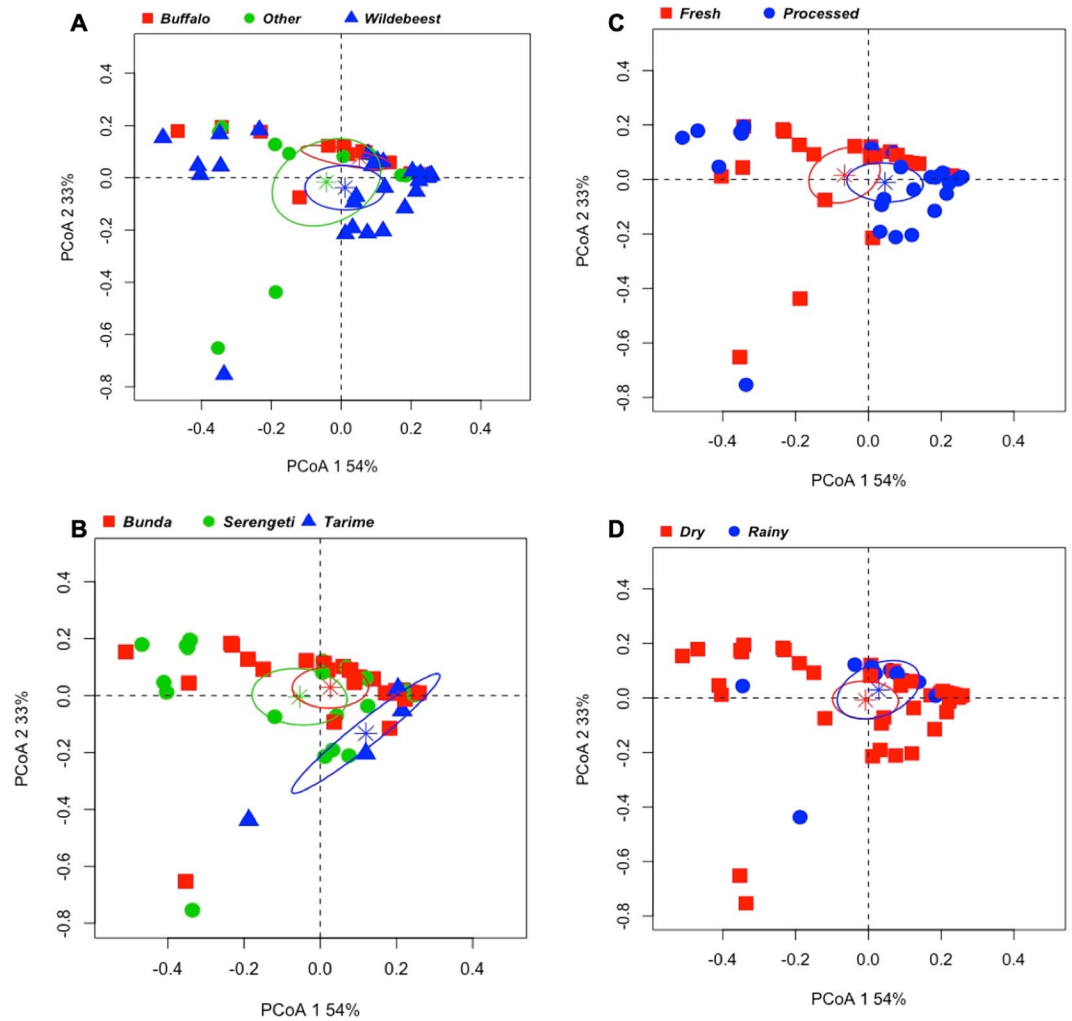 A
Buffalo Other Wildebeest
0.4
0.2
0.0
-0.2
-0.4
-0.6
-0.8
PCoA 2 33%
-0.4 -0.2 0.0 0.2 0.4
PCoA 1 54%
C
Fresh Processed
0.4
0.2
0.0
-0.2
-0.4
-0.6
-0.8
PCoA 2 33%
-0.4 -0.2 0.0 0.2 0.4
PCoA 1 54%
B
Bunda Serengeti Tarime
0.4
0.2
0.0
-0.2
-0.4
-0.6
-0.8
PCoA 2 33%
-0.4 -0.2 0.0 0.2 0.4
PCoA 1 54%
D
Dry Rainy
0.4
0.2
0.0
-0.2
-0.4
-0.6
-0.8
PCoA 2 33%
-0.4 -0.2 0.0 0.2 0.4
PCoA 1 54%